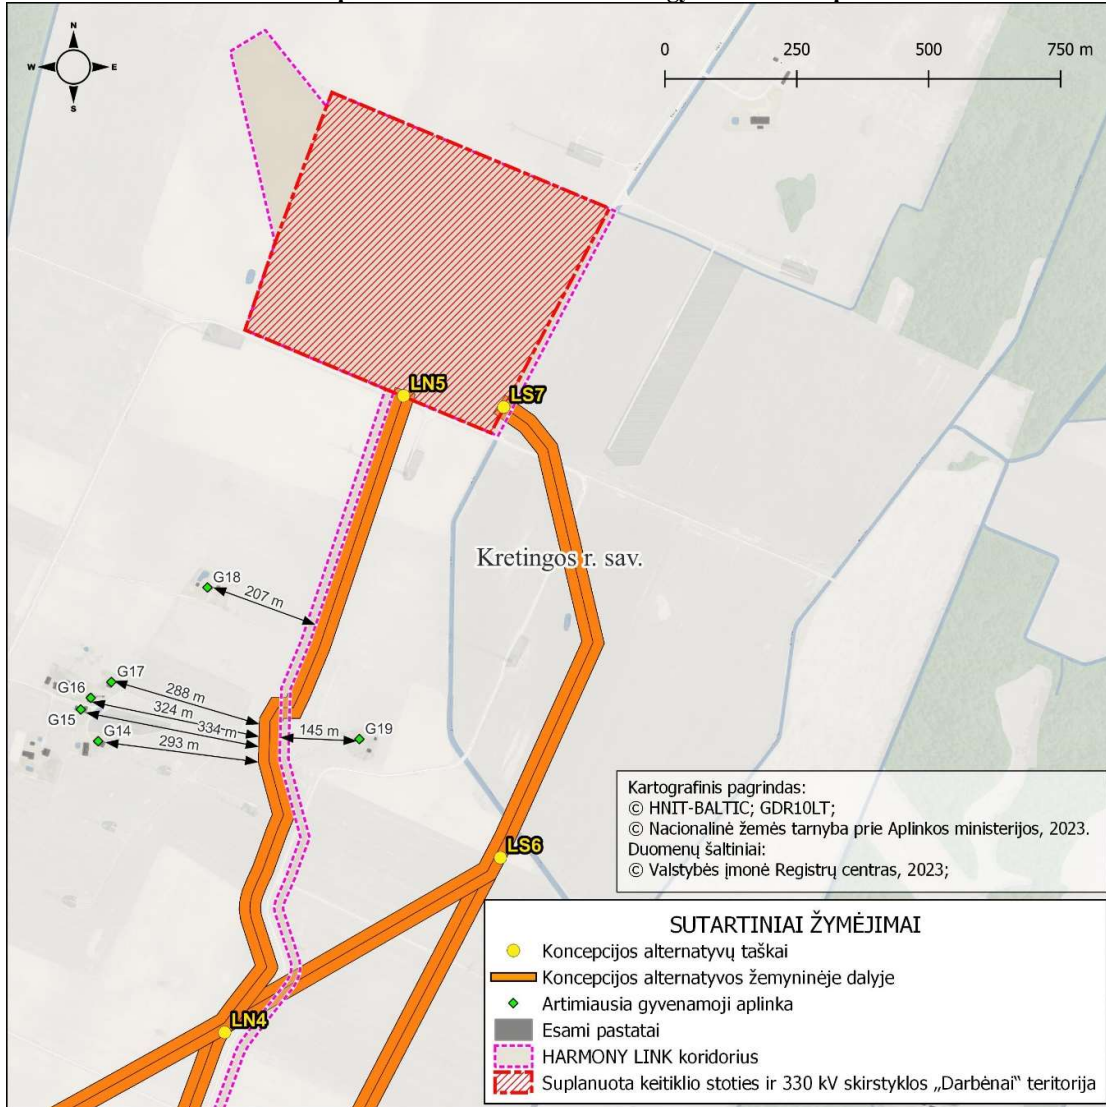 N
W
E
S
0
250
500
750 m
LN5
LS7
Kretingos r. sav.
G18
207 m
G17
G16
288 m
G15
324 m
334 m
G14
293 m
145 m
G19
LS6
LN4
Kartografinis pagrindas:
© HNIT-BALTIC; GDR10LT;
© Nacionalinė žemės tarnyba prie Aplinkos ministerijos, 2023.
Duomenų šaltiniai:
© Valstybės įmonė Registrų centras, 2023;
SUTARTINIAI ŽYMĖJIMAI
Koncepcijos alternatyvų taškai
Koncepcijos alternatyvos žemyninėje dalyje
Artimiausia gyvenamoji aplinka
Esami pastatai
HARMONY LINK koridorius
Suplanuota keitiklio stoties ir 330 kV skirstyklos „Darbėnai“ teritorija